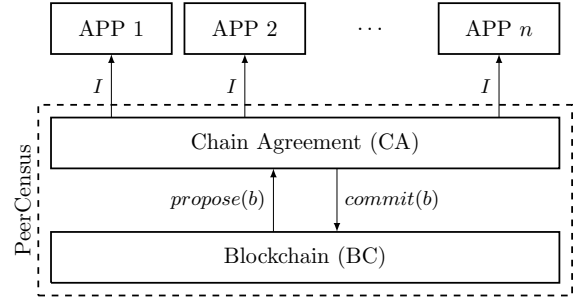 APP 1
APP 2
...
APP n
I
I
I
Chain Agreement (CA)
propose(b)
commit(b)
Blockchain (BC)
PeerCensus